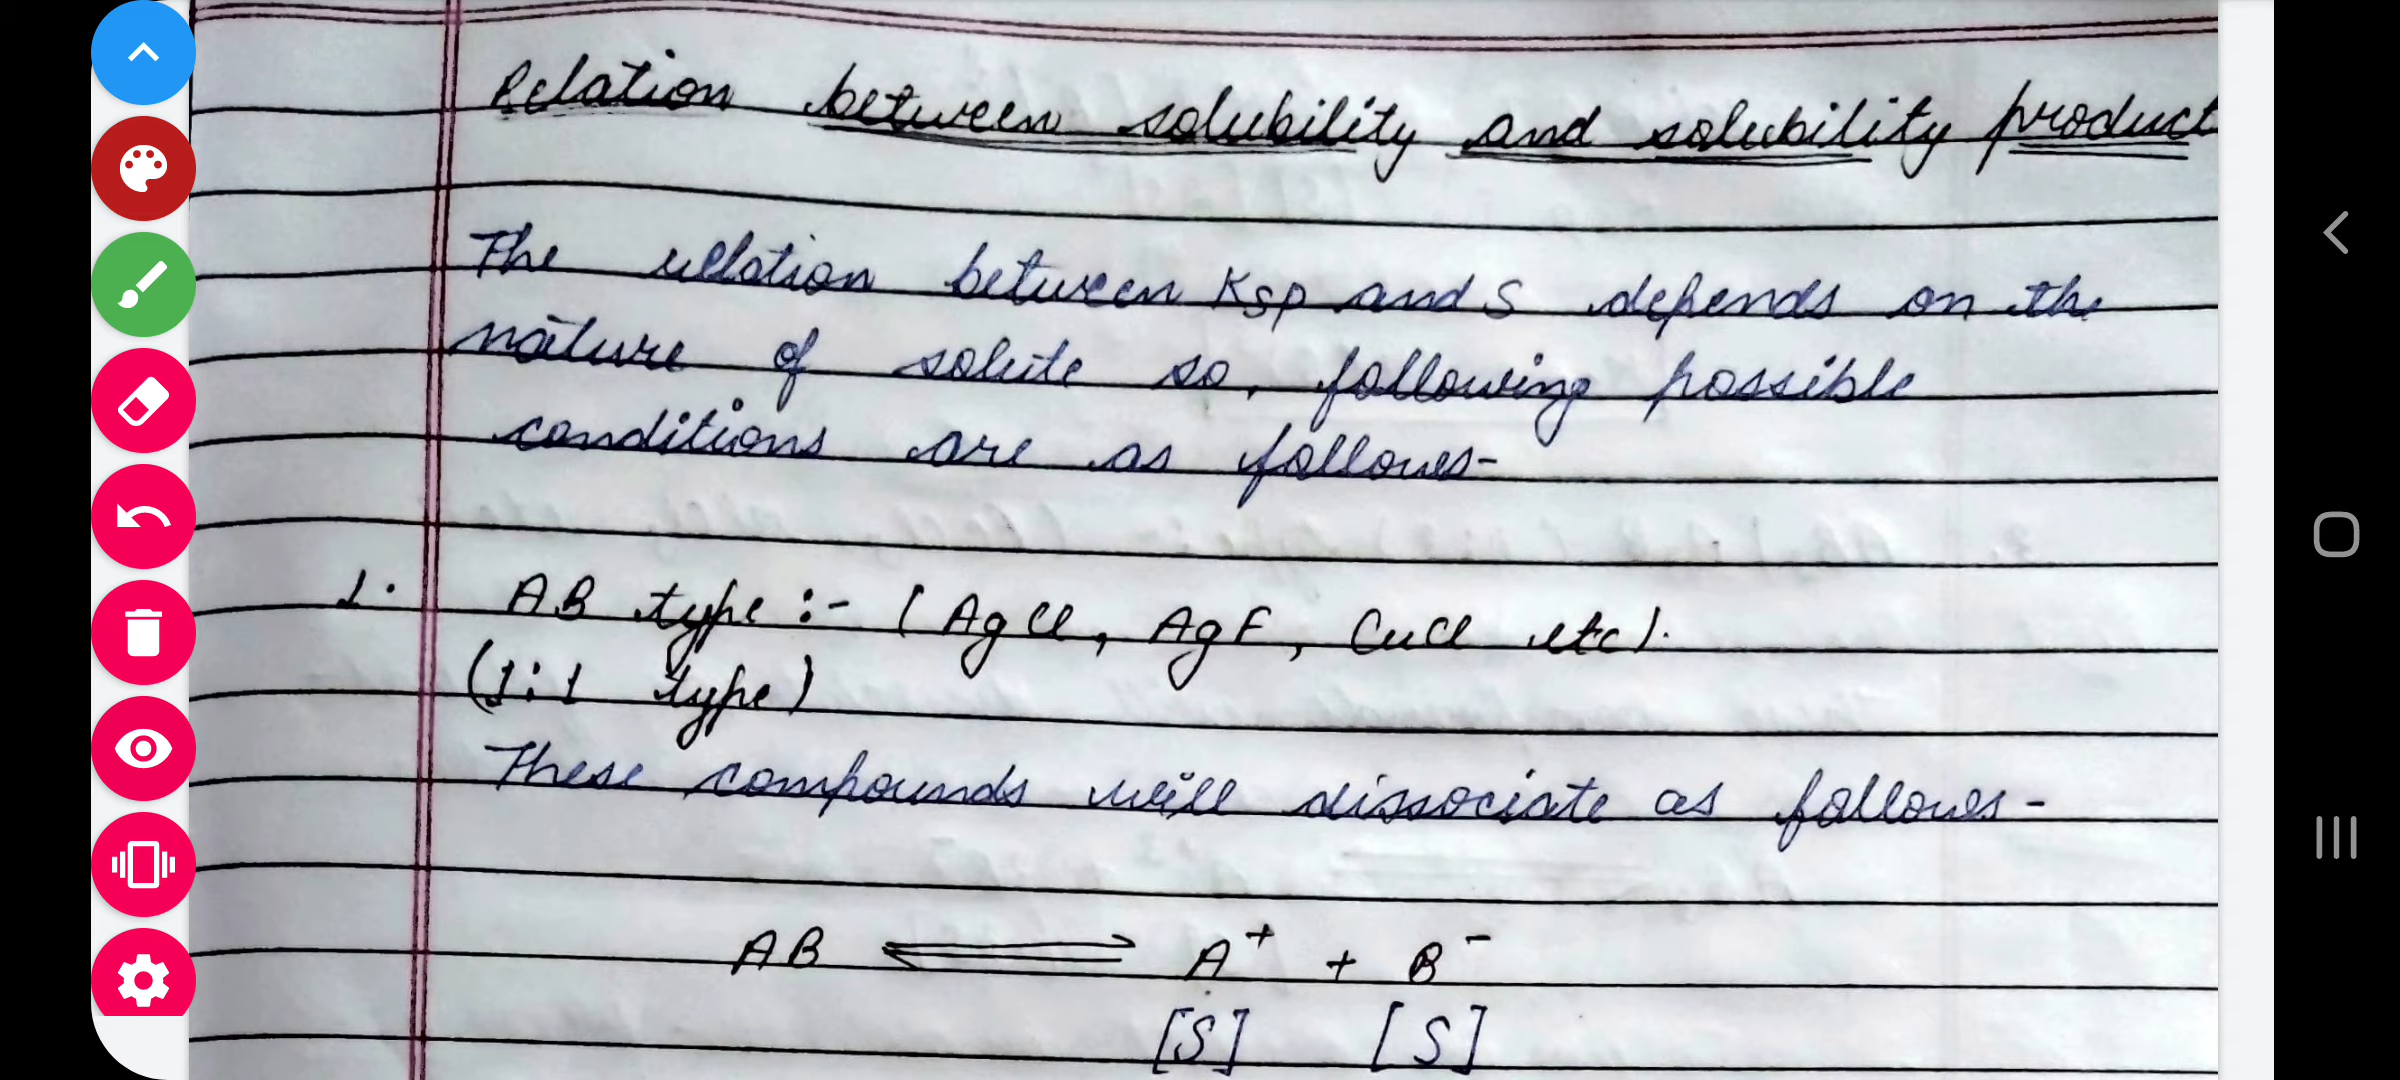 Relation between solubility and solubility product
The relation between Ksp and S depends on the
nature of solute so, following possible
conditions are as follows-
1. AB type :- (AgCl, AgF, CuCl etc).
(1:1 type)
These compounds will dissociate as follows-
AB ⇌ A⁺ + B⁻
[S] [S]